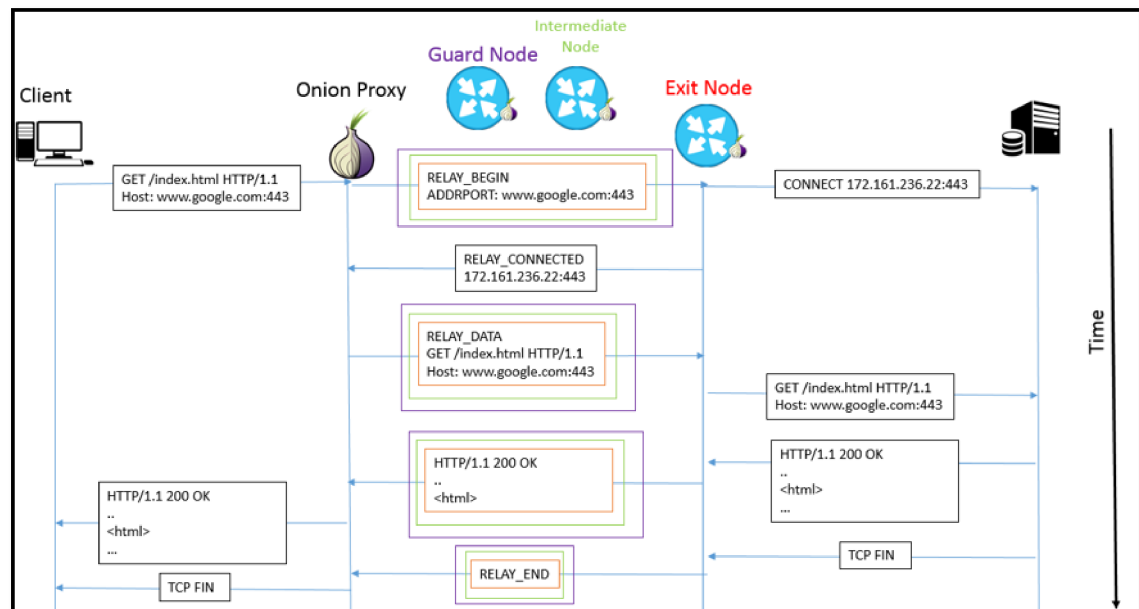 Intermediate
Node
Guard Node
Client
Onion Proxy
Exit Node
GET /index.html HTTP/1.1
Host: www.google.com:443
RELAY_BEGIN
ADDRPORT: www.google.com:443
CONNECT 172.161.236.22:443
RELAY_CONNECTED
172.161.236.22:443
RELAY_DATA
GET /index.html HTTP/1.1
Host: www.google.com:443
Time
GET /index.html HTTP/1.1
Host: www.google.com:443
HTTP/1.1 200 OK
..
<html>
...
HTTP/1.1 200 OK
..
<html>
HTTP/1.1 200 OK
..
<html>
...
TCP FIN
RELAY_END
TCP FIN